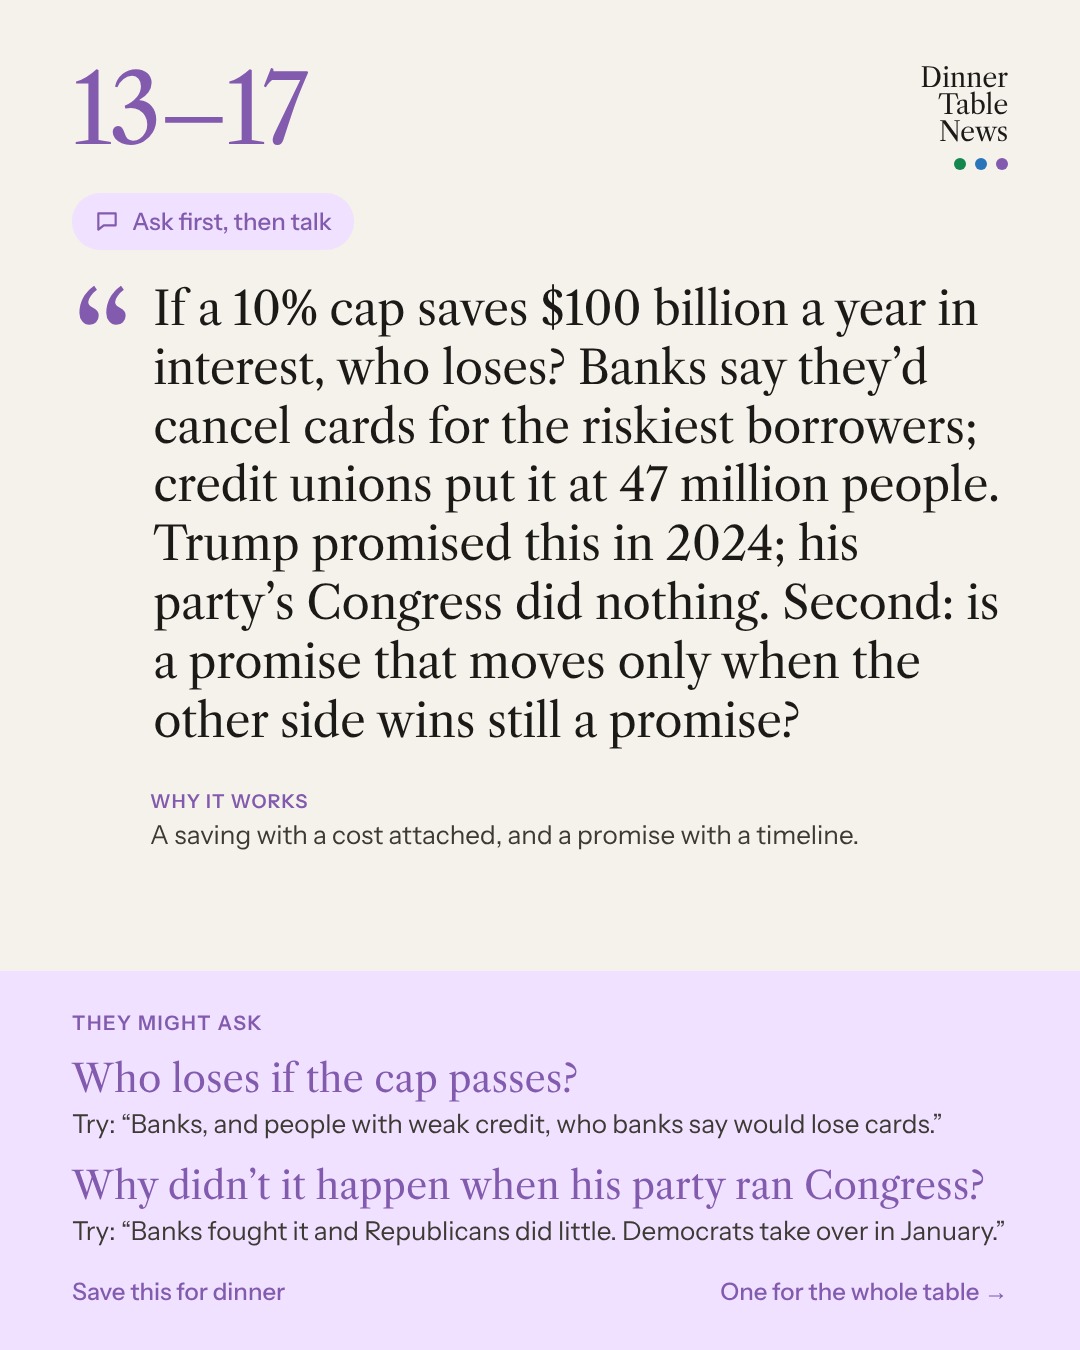 13–17
Dinner
Table
News
Ask first, then talk
“If a 10% cap saves $100 billion a year in
interest, who loses? Banks say they’d
cancel cards for the riskiest borrowers;
credit unions put it at 47 million people.
Trump promised this in 2024; his
party’s Congress did nothing. Second: is
a promise that moves only when the
other side wins still a promise?
WHY IT WORKS
A saving with a cost attached, and a promise with a timeline.
THEY MIGHT ASK
Who loses if the cap passes?
Try: “Banks, and people with weak credit, who banks say would lose cards.”
Why didn’t it happen when his party ran Congress?
Try: “Banks fought it and Republicans did little. Democrats take over in January.”
Save this for dinner
One for the whole table →